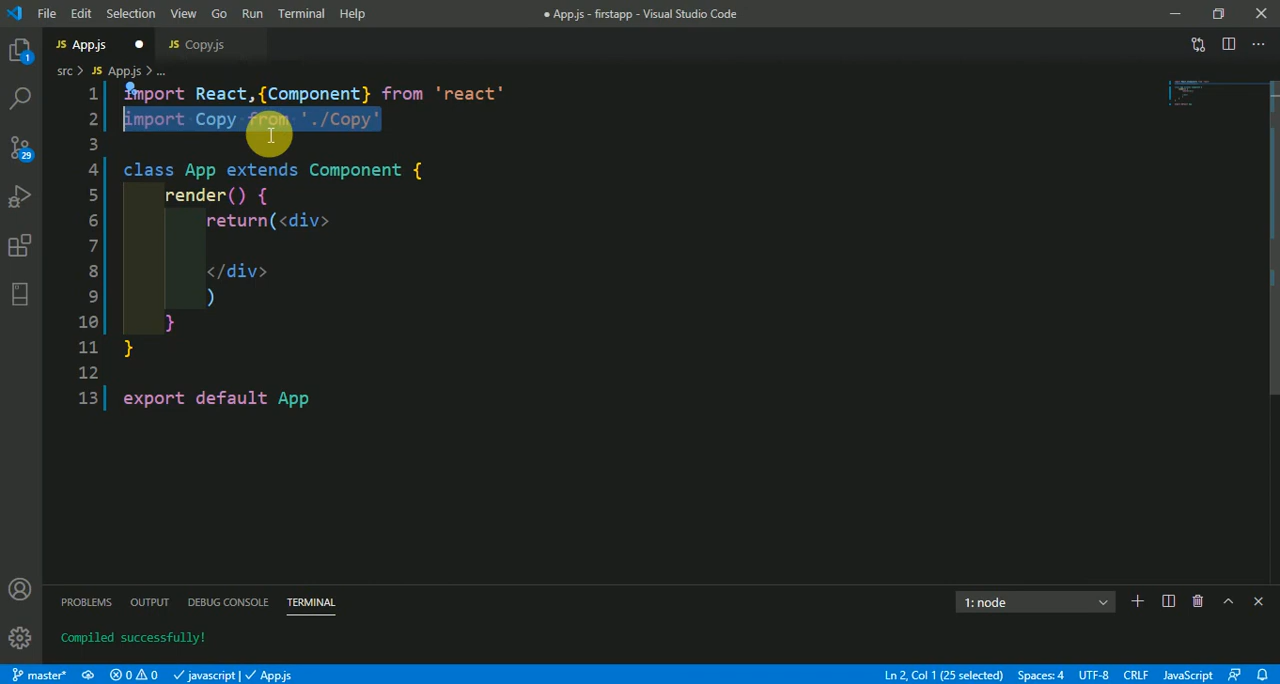 File Edit Selection View Go Run Terminal Help ● App.js - firstapp - Visual Studio Code
JS App.js ● JS Copy.js
src > JS App.js > ...
1 import React,{Component} from 'react'
2 import Copy from './Copy'
3
4 class App extends Component {
5 render() {
6 return(<div>
7
8 </div>
9 )
10 }
11 }
12
13 export default App
1
29
PROBLEMS OUTPUT DEBUG CONSOLE TERMINAL 1: node
Compiled successfully!
master* 0 0 javascript | App.js Ln 2, Col 1 (25 selected) Spaces: 4 UTF-8 CRLF JavaScript